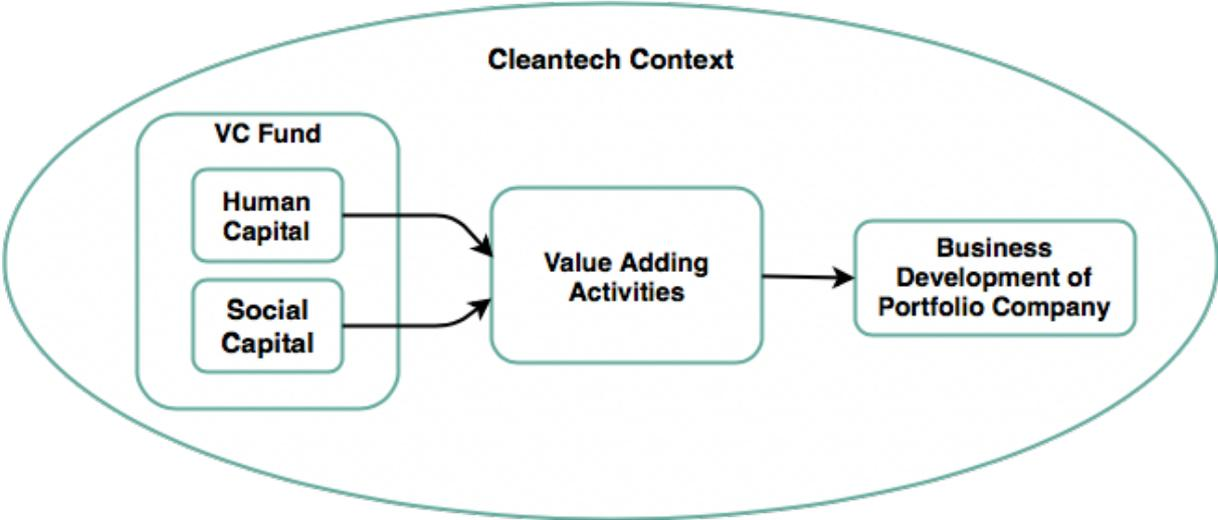 Cleantech Context
VC Fund
Human
Capital
Social
Capital
Value Adding
Activities
Business
Development of
Portfolio Company